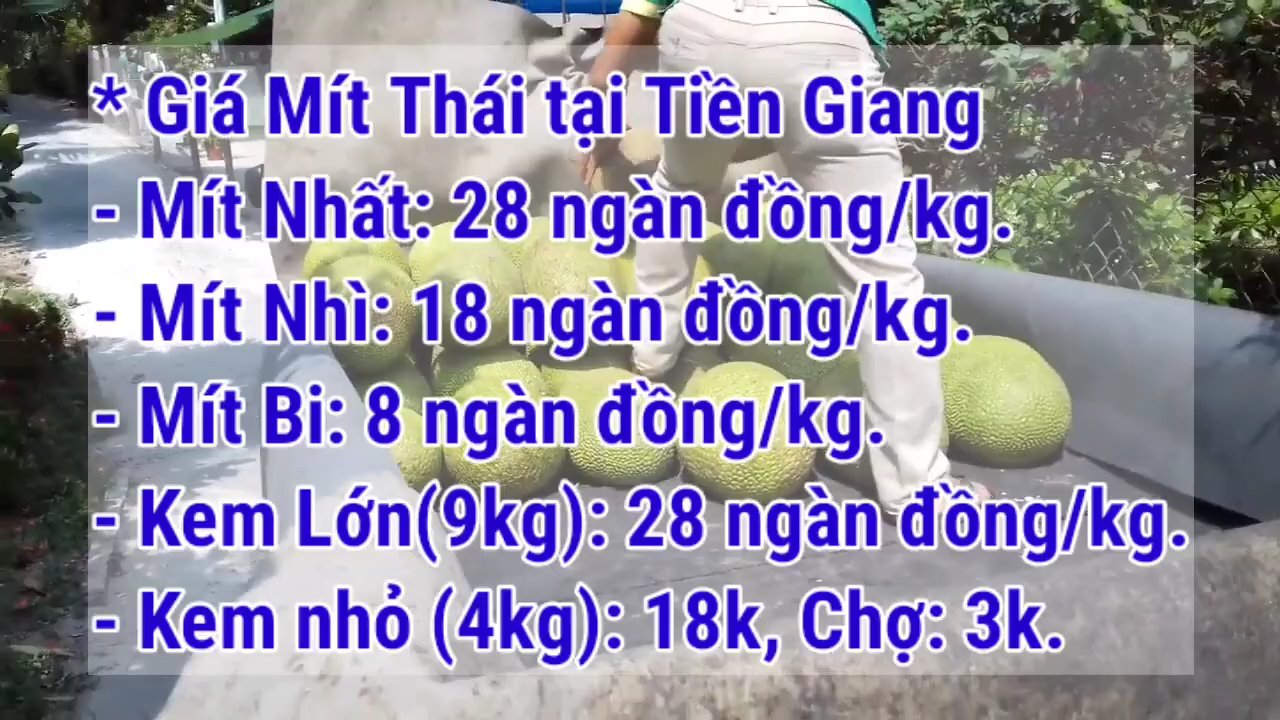 * Giá Mít Thái tại Tiền Giang
- Mít Nhất: 28 ngàn đồng/kg.
- Mít Nhì: 18 ngàn đồng/kg.
- Mít Bi: 8 ngàn đồng/kg.
- Kem Lớn(9kg): 28 ngàn đồng/kg.
- Kem nhỏ (4kg): 18k, Chợ: 3k.